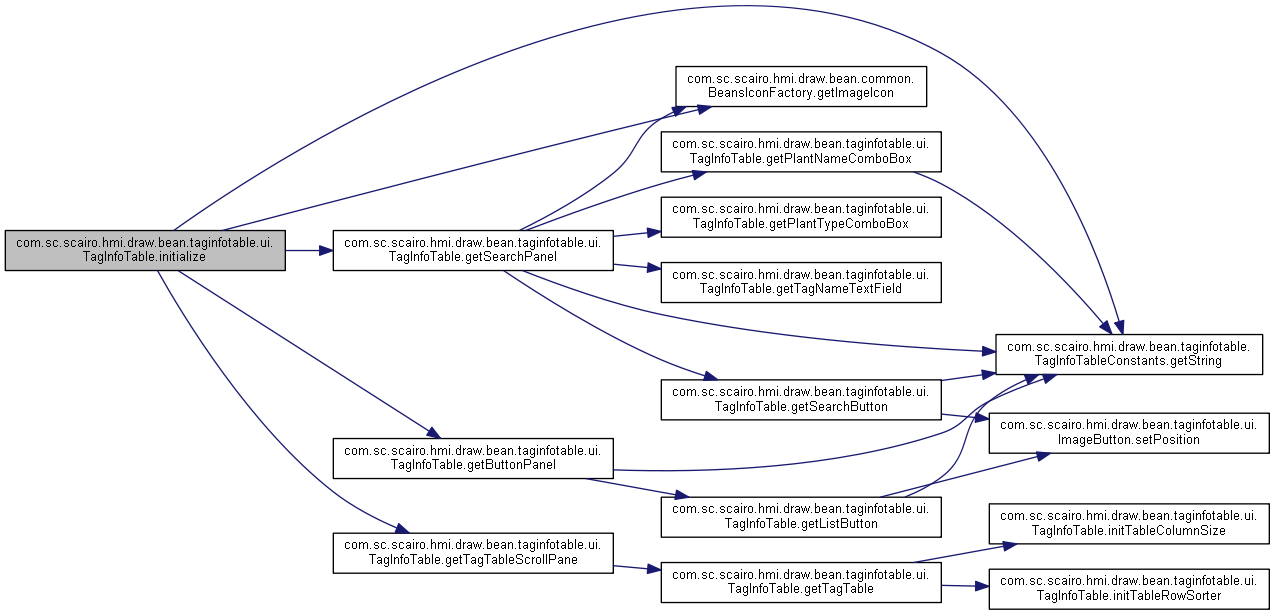 com.sc.scairo.hmi.draw.bean.taginfotable.ui.
TagInfoTable.initialize
com.sc.scairo.hmi.draw.bean.taginfotable.ui.
TagInfoTable.getSearchPanel
com.sc.scairo.hmi.draw.bean.taginfotable.ui.
TagInfoTable.getButtonPanel
com.sc.scairo.hmi.draw.bean.taginfotable.ui.
TagInfoTable.getTagTableScrollPane
com.sc.scairo.hmi.draw.bean.common.
BeansIconFactory.getImageIcon
com.sc.scairo.hmi.draw.bean.taginfotable.ui.
TagInfoTable.getPlantNameComboBox
com.sc.scairo.hmi.draw.bean.taginfotable.ui.
TagInfoTable.getPlantTypeComboBox
com.sc.scairo.hmi.draw.bean.taginfotable.ui.
TagInfoTable.getTagNameTextField
com.sc.scairo.hmi.draw.bean.taginfotable.ui.
TagInfoTable.getSearchButton
com.sc.scairo.hmi.draw.bean.taginfotable.ui.
TagInfoTable.getListButton
com.sc.scairo.hmi.draw.bean.taginfotable.ui.
TagInfoTable.getTagTable
com.sc.scairo.hmi.draw.bean.taginfotable.
TagInfoTableConstants.getString
com.sc.scairo.hmi.draw.bean.taginfotable.ui.
ImageButton.setPosition
com.sc.scairo.hmi.draw.bean.taginfotable.ui.
TagInfoTable.initTableColumnSize
com.sc.scairo.hmi.draw.bean.taginfotable.ui.
TagInfoTable.initTableRowSorter